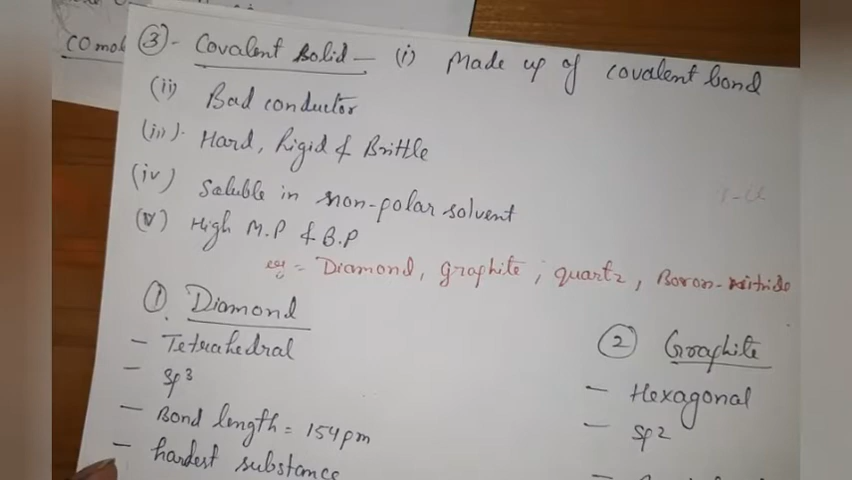 COmol
③- Covalent Solid - (i) Made up of covalent bond
(ii) Bad conductor
(iii). Hard, Rigid & Brittle
(iv) Soluble in non-polar solvent
(v) High M.P & B.P
eg = Diamond, graphite, quartz, Boron-nitride
① Diamond
- Tetrahedral
- Sp3
- Bond length = 154pm
- hardest substance
② Graphite
- Hexagonal
- Sp2